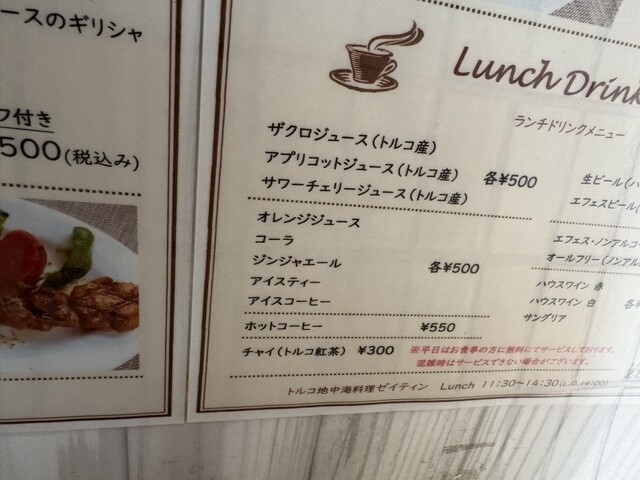 ースのギリシャ
フ付き
500(税込み)
Lunch Drink
ランチドリンクメニュー
ザクロジュース(トルコ産)
アプリコットジュース(トルコ産) 各¥500
サワーチェリージュース(トルコ産)
オレンジジュース
コーラ
ジンジャエール 各¥500
アイスティー
アイスコーヒー
ホットコーヒー ¥550
チャイ(トルコ紅茶) ¥300
※平日はお食事の方に無料にてサービスしております。
混雑時はサービスできない場合がございます。
生ビール(ハ
エフェスビール(
エフェス・ノンアルコー
オールフリー(ノンアル
ハウスワイン 赤
ハウスワイン 白 各¥
サングリア
トルコ地中海料理ゼイティン Lunch 11:30~14:30(L.O.14:00)